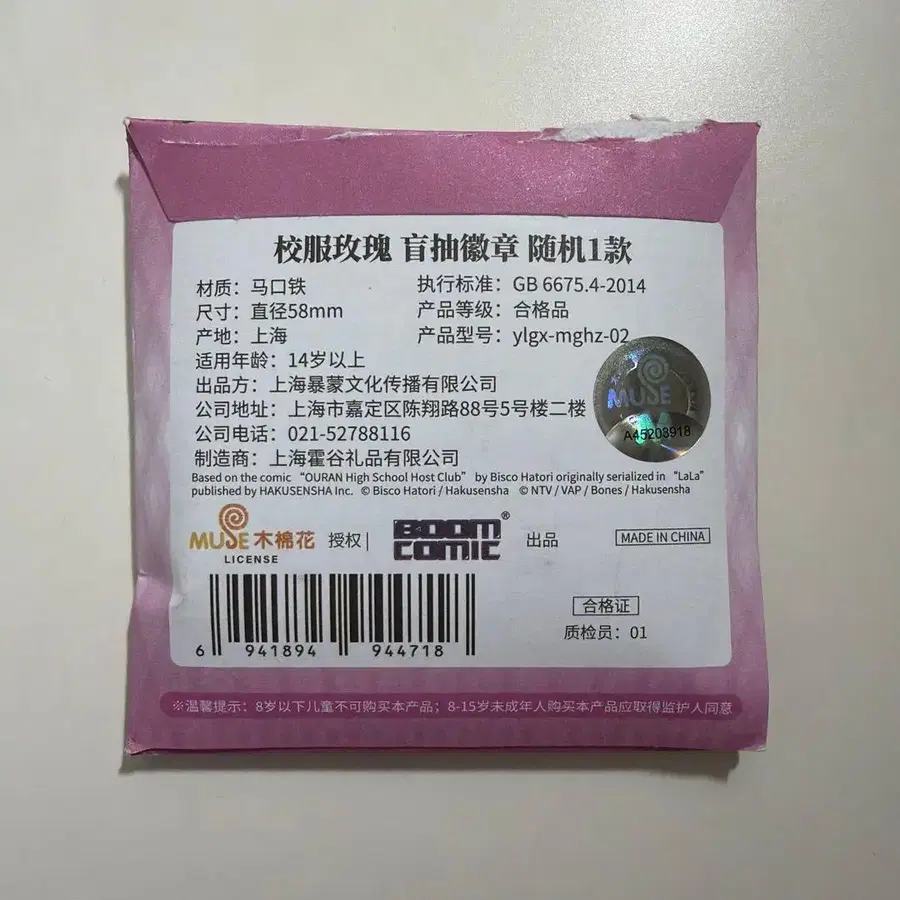 校服玫瑰 盲抽徽章 随机1款
材质：马口铁
执行标准：GB 6675.4-2014
尺寸：直径58mm
产品等级：合格品
产地：上海
产品型号：ylgx-mghz-02
适用年龄：14岁以上
出品方：上海暴蒙文化传播有限公司
公司地址：上海市嘉定区陈翔路88号5号楼二楼
公司电话：021-52788116
制造商：上海霍谷礼品有限公司
MUSE
A45203918
Based on the comic “OURAN High School Host Club” by Bisco Hatori originally serialized in “LaLa”
published by HAKUSENSHA Inc. © Bisco Hatori / Hakusensha © NTV / VAP / Bones / Hakusensha
MUSE木棉花 授权 | BOOM COMIC® 出品
LICENSE
MADE IN CHINA
合格证
质检员：01
6 941894 944718
※温馨提示：8岁以下儿童不可购买本产品；8-15岁未成年人购买本产品应取得监护人同意